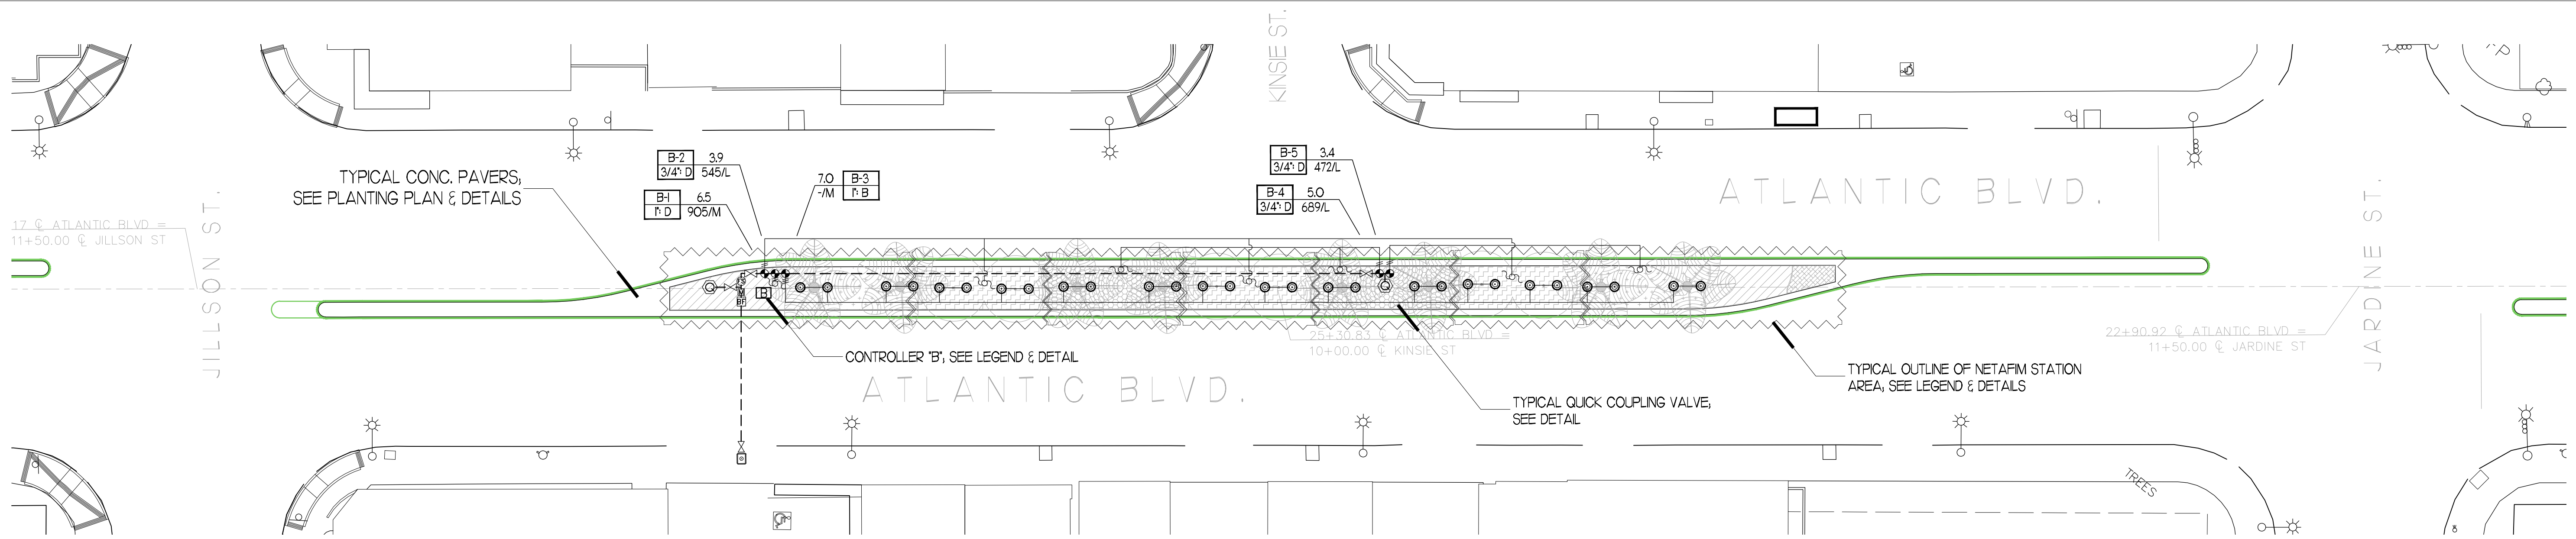 KINSIE ST.
B-2 3.9
3/4": D 545/L
B-1 6.5
1": D 905/M
7.0 B-3
-/M 1": B
B-5 3.4
3/4": D 472/L
B-4 5.0
3/4": D 689/L
TYPICAL CONC. PAVERS,
SEE PLANTING PLAN & DETAILS
ATLANTIC BLVD.
17 ℄ ATLANTIC BLVD =
11+50.00 ℄ JILLSON ST
JILLSON ST.
JARDINE ST.
BF
B
25+30.83 ℄ ATLANTIC BLVD =
10+00.00 ℄ KINSIE ST
22+90.92 ℄ ATLANTIC BLVD =
11+50.00 ℄ JARDINE ST
CONTROLLER "B", SEE LEGEND & DETAIL
ATLANTIC BLVD.
TYPICAL OUTLINE OF NETAFIM STATION
AREA, SEE LEGEND & DETAILS
TYPICAL QUICK COUPLING VALVE,
SEE DETAIL
TREES